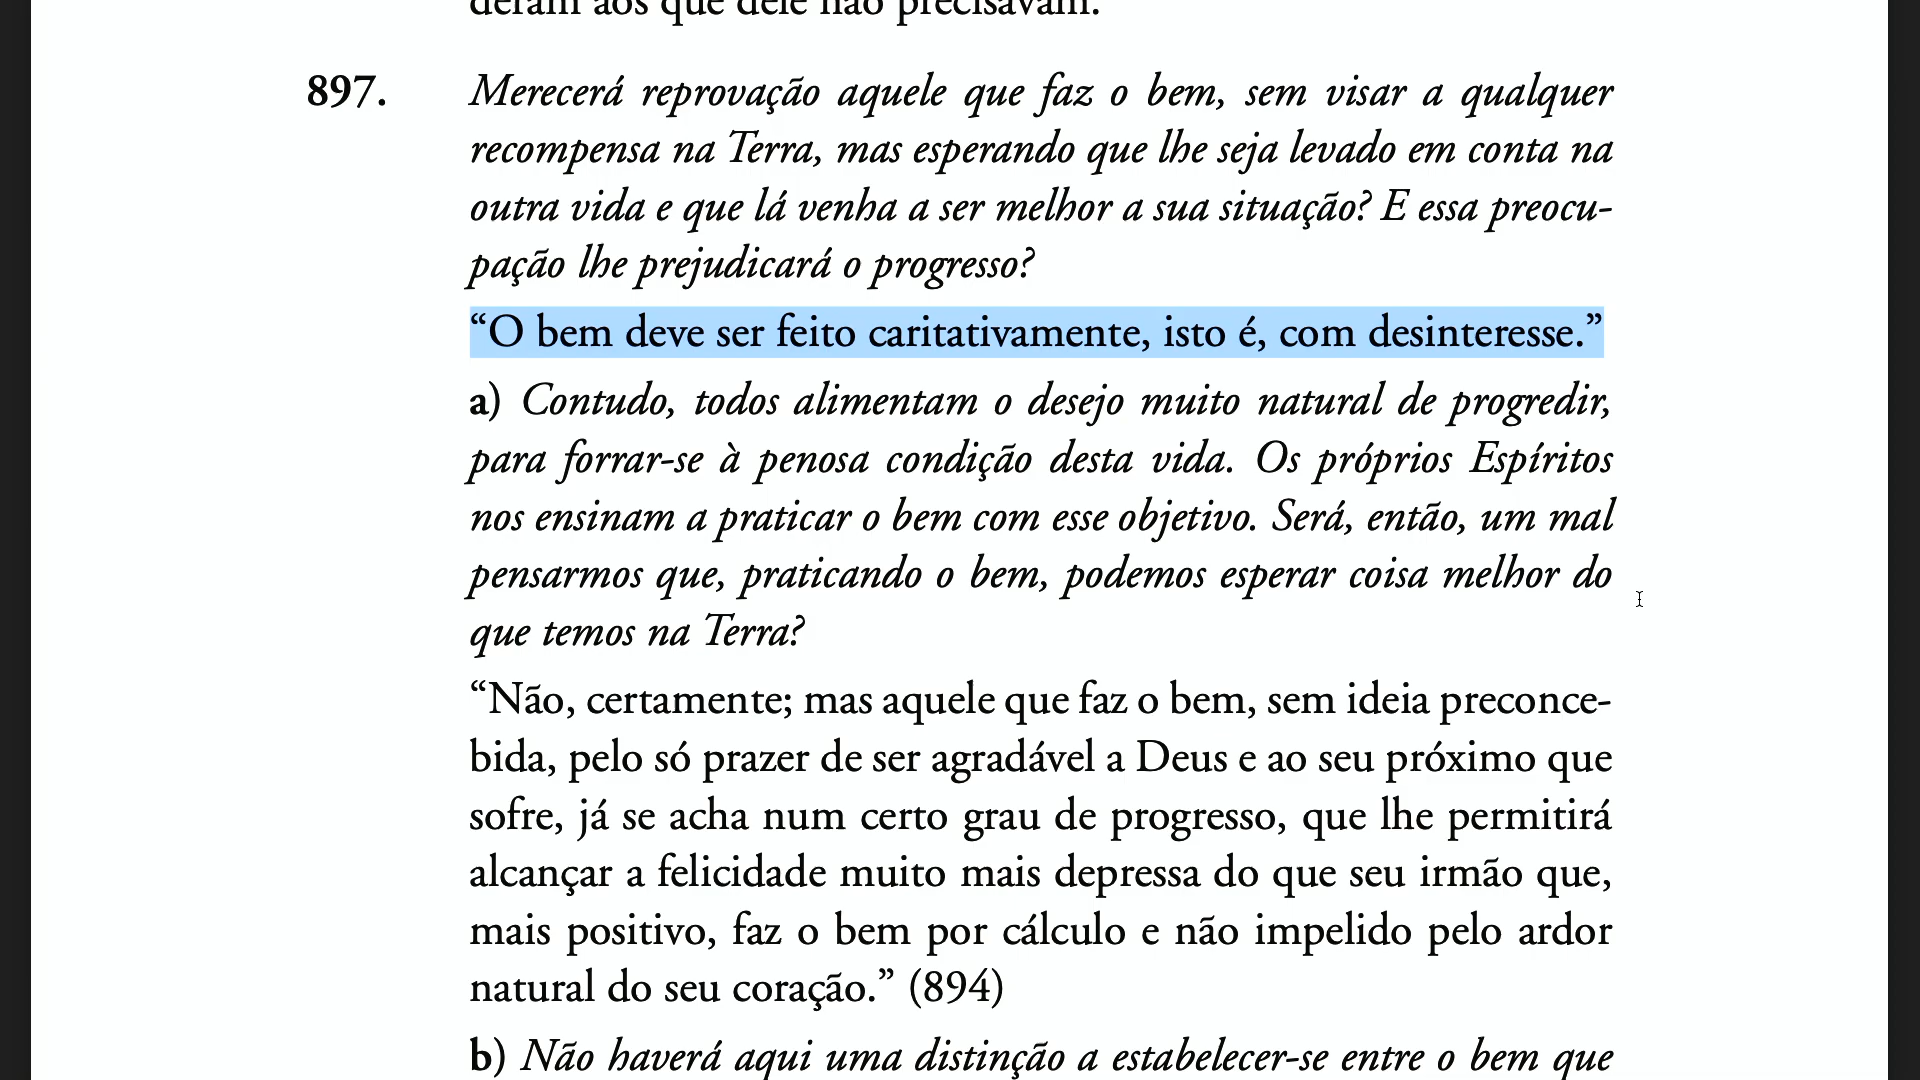 deram aos que dele não precisavam.
897. Merecerá reprovação aquele que faz o bem, sem visar a qualquer
recompensa na Terra, mas esperando que lhe seja levado em conta na
outra vida e que lá venha a ser melhor a sua situação? E essa preocu-
pação lhe prejudicará o progresso?
“O bem deve ser feito caritativamente, isto é, com desinteresse.”
a) Contudo, todos alimentam o desejo muito natural de progredir,
para forrar-se à penosa condição desta vida. Os próprios Espíritos
nos ensinam a praticar o bem com esse objetivo. Será, então, um mal
pensarmos que, praticando o bem, podemos esperar coisa melhor do
que temos na Terra?
“Não, certamente; mas aquele que faz o bem, sem ideia preconce-
bida, pelo só prazer de ser agradável a Deus e ao seu próximo que
sofre, já se acha num certo grau de progresso, que lhe permitirá
alcançar a felicidade muito mais depressa do que seu irmão que,
mais positivo, faz o bem por cálculo e não impelido pelo ardor
natural do seu coração.” (894)
b) Não haverá aqui uma distinção a estabelecer-se entre o bem que